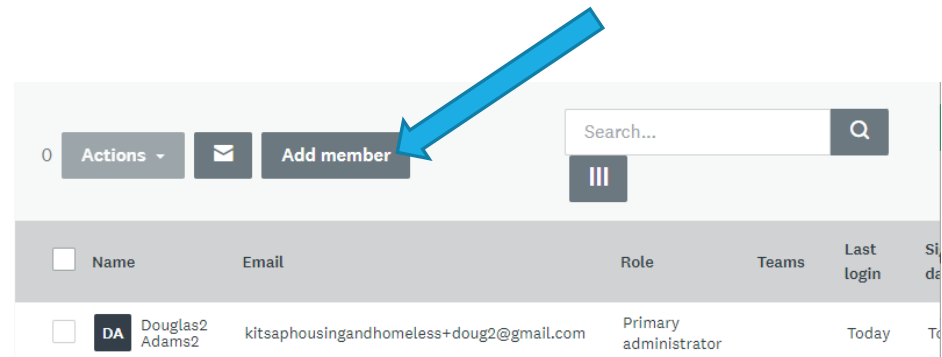 Search...
0 Actions Add member
Name Email Role Teams Last login
DA Douglas2 Adams2 kitsaphousingandhomeless+doug2@gmail.com Primary administrator Today